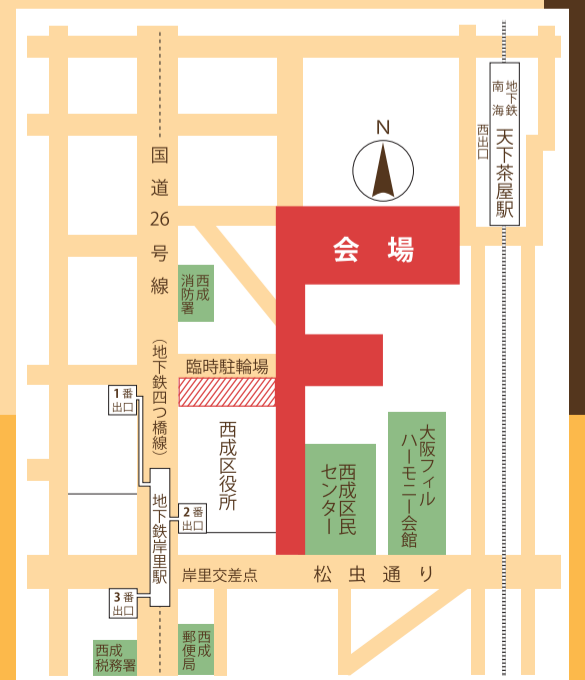 地下鉄
南海
天下茶屋駅
西出口
N
国道26号線
(地下鉄四つ橋線)
会場
西成
消防署
臨時駐輪場
1番
出口
西成区役所
大阪フィル
ハーモニー会館
西成区民
センター
地下鉄岸里駅
2番
出口
岸里交差点
松虫通り
3番
出口
西成
郵便局
西成
税務署